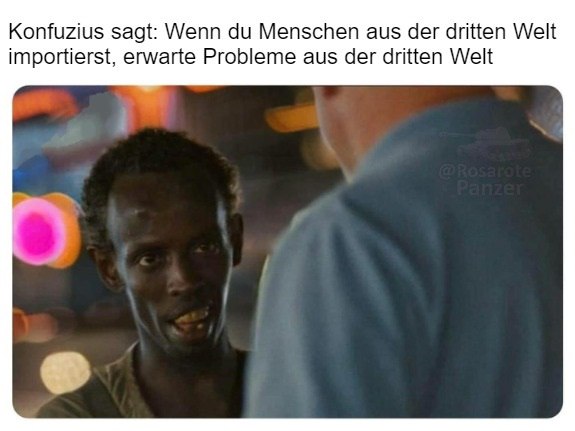 Konfuzius sagt: Wenn du Menschen aus der dritten Welt
importierst, erwarte Probleme aus der dritten Welt
@Rosarote
Panzer